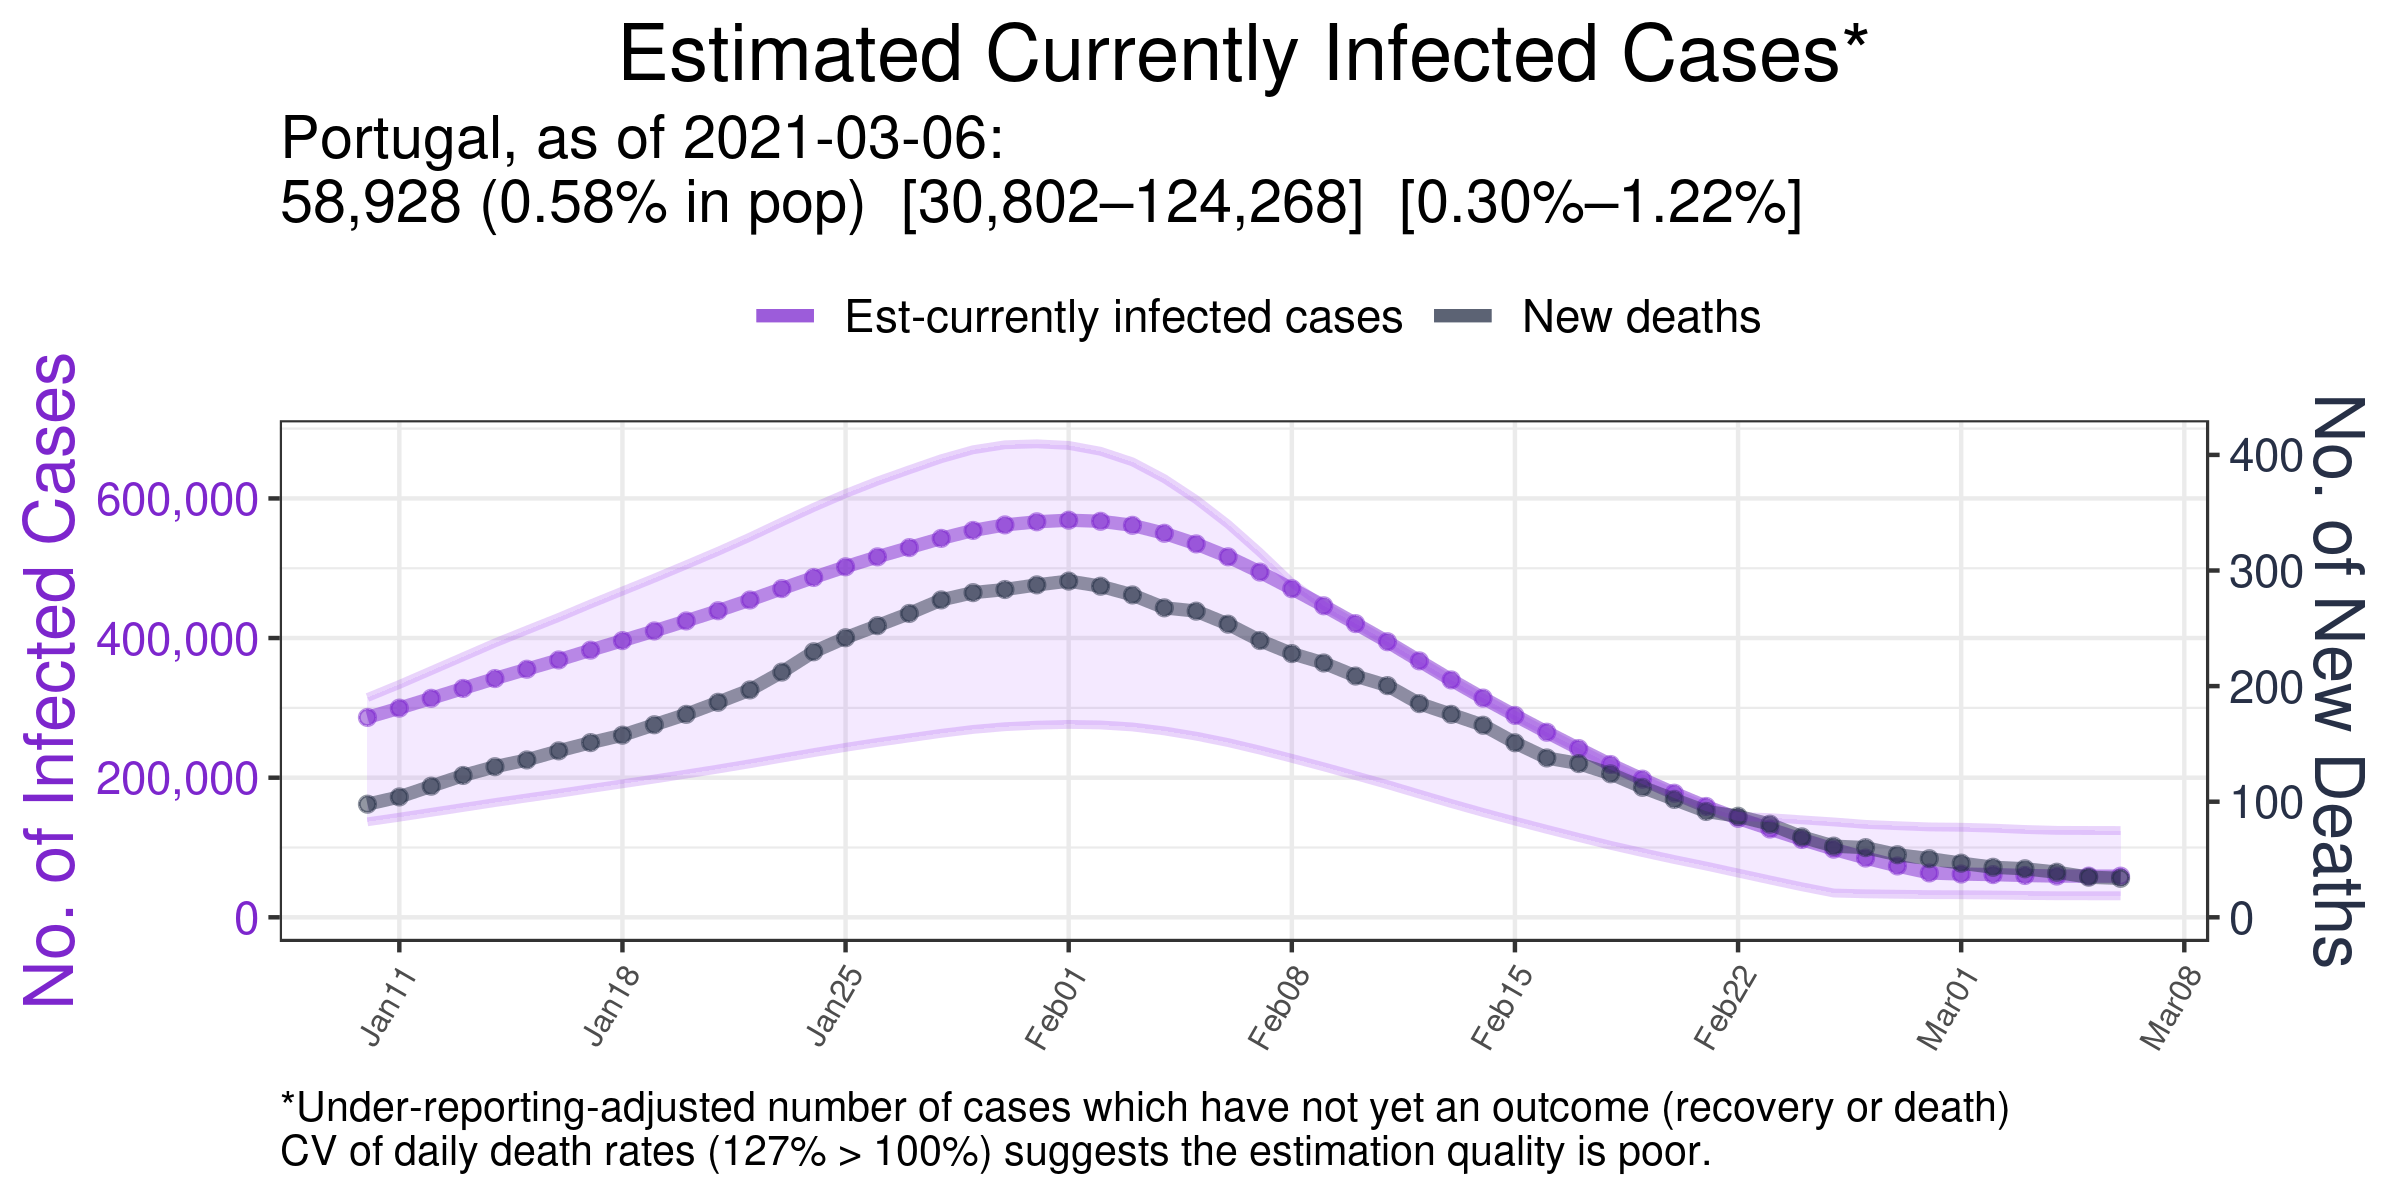 Estimated Currently Infected Cases*
Portugal, as of 2021-03-06:
58,928 (0.58% in pop) [30,802–124,268] [0.30%–1.22%]
Est-currently infected cases
New deaths
No. of Infected Cases
600,000
400,000
200,000
0
400
300
200
100
0
No. of New Deaths
Jan11
Jan18
Jan25
Feb01
Feb08
Feb15
Feb22
Mar01
Mar08
*Under-reporting-adjusted number of cases which have not yet an outcome (recovery or death)
CV of daily death rates (127% > 100%) suggests the estimation quality is poor.